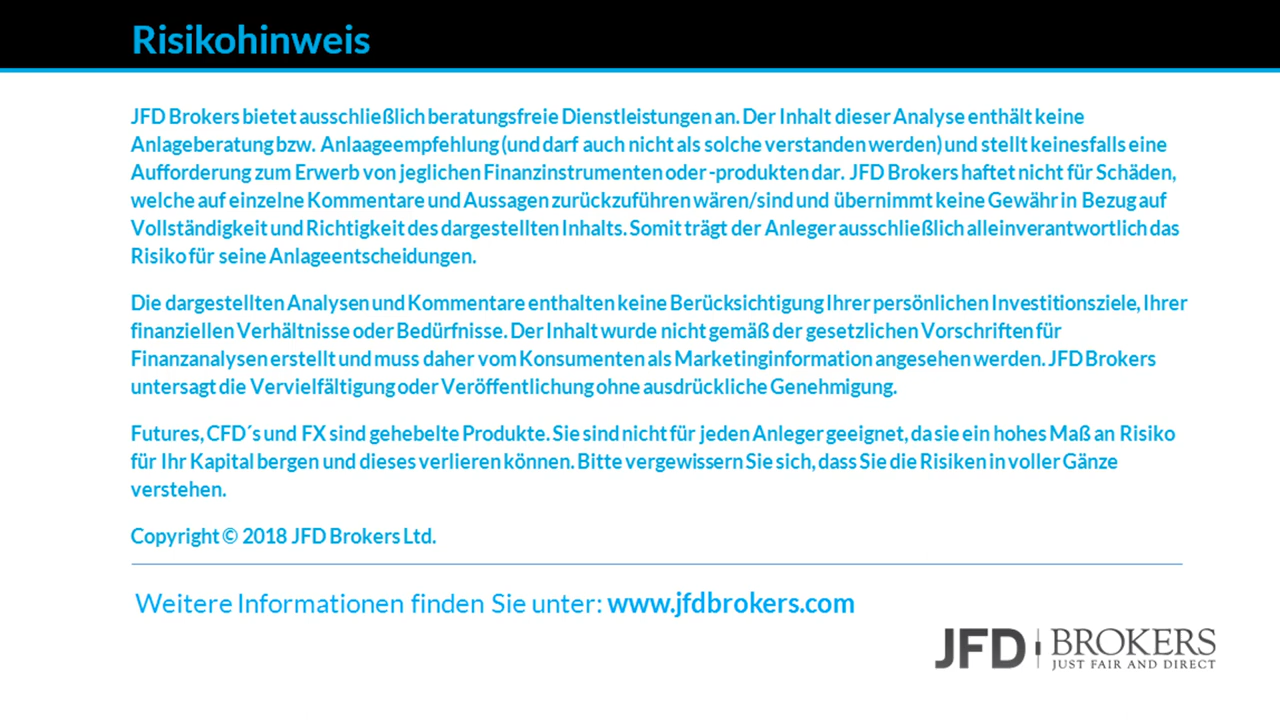 Risikohinweis
JFD Brokers bietet ausschließlich beratungsfreie Dienstleistungen an. Der Inhalt dieser Analyse enthält keine
Anlageberatung bzw. Anlaageempfehlung (und darf auch nicht als solche verstanden werden) und stellt keinesfalls eine
Aufforderung zum Erwerb von jeglichen Finanzinstrumenten oder -produkten dar. JFD Brokers haftet nicht für Schäden,
welche auf einzelne Kommentare und Aussagen zurückzuführen wären/sind und übernimmt keine Gewähr in Bezug auf
Vollständigkeit und Richtigkeit des dargestellten Inhalts. Somit trägt der Anleger ausschließlich alleinverantwortlich das
Risiko für seine Anlageentscheidungen.
Die dargestellten Analysen und Kommentare enthalten keine Berücksichtigung Ihrer persönlichen Investitionsziele, Ihrer
finanziellen Verhältnisse oder Bedürfnisse. Der Inhalt wurde nicht gemäß der gesetzlichen Vorschriften für
Finanzanalysen erstellt und muss daher vom Konsumenten als Marketinginformation angesehen werden. JFD Brokers
untersagt die Vervielfältigung oder Veröffentlichung ohne ausdrückliche Genehmigung.
Futures, CFD´s und FX sind gehebelte Produkte. Sie sind nicht für jeden Anleger geeignet, da sie ein hohes Maß an Risiko
für Ihr Kapital bergen und dieses verlieren können. Bitte vergewissern Sie sich, dass Sie die Risiken in voller Gänze
verstehen.
Copyright © 2018 JFD Brokers Ltd.
Weitere Informationen finden Sie unter: www.jfdbrokers.com
JFD BROKERS
JUST FAIR AND DIRECT